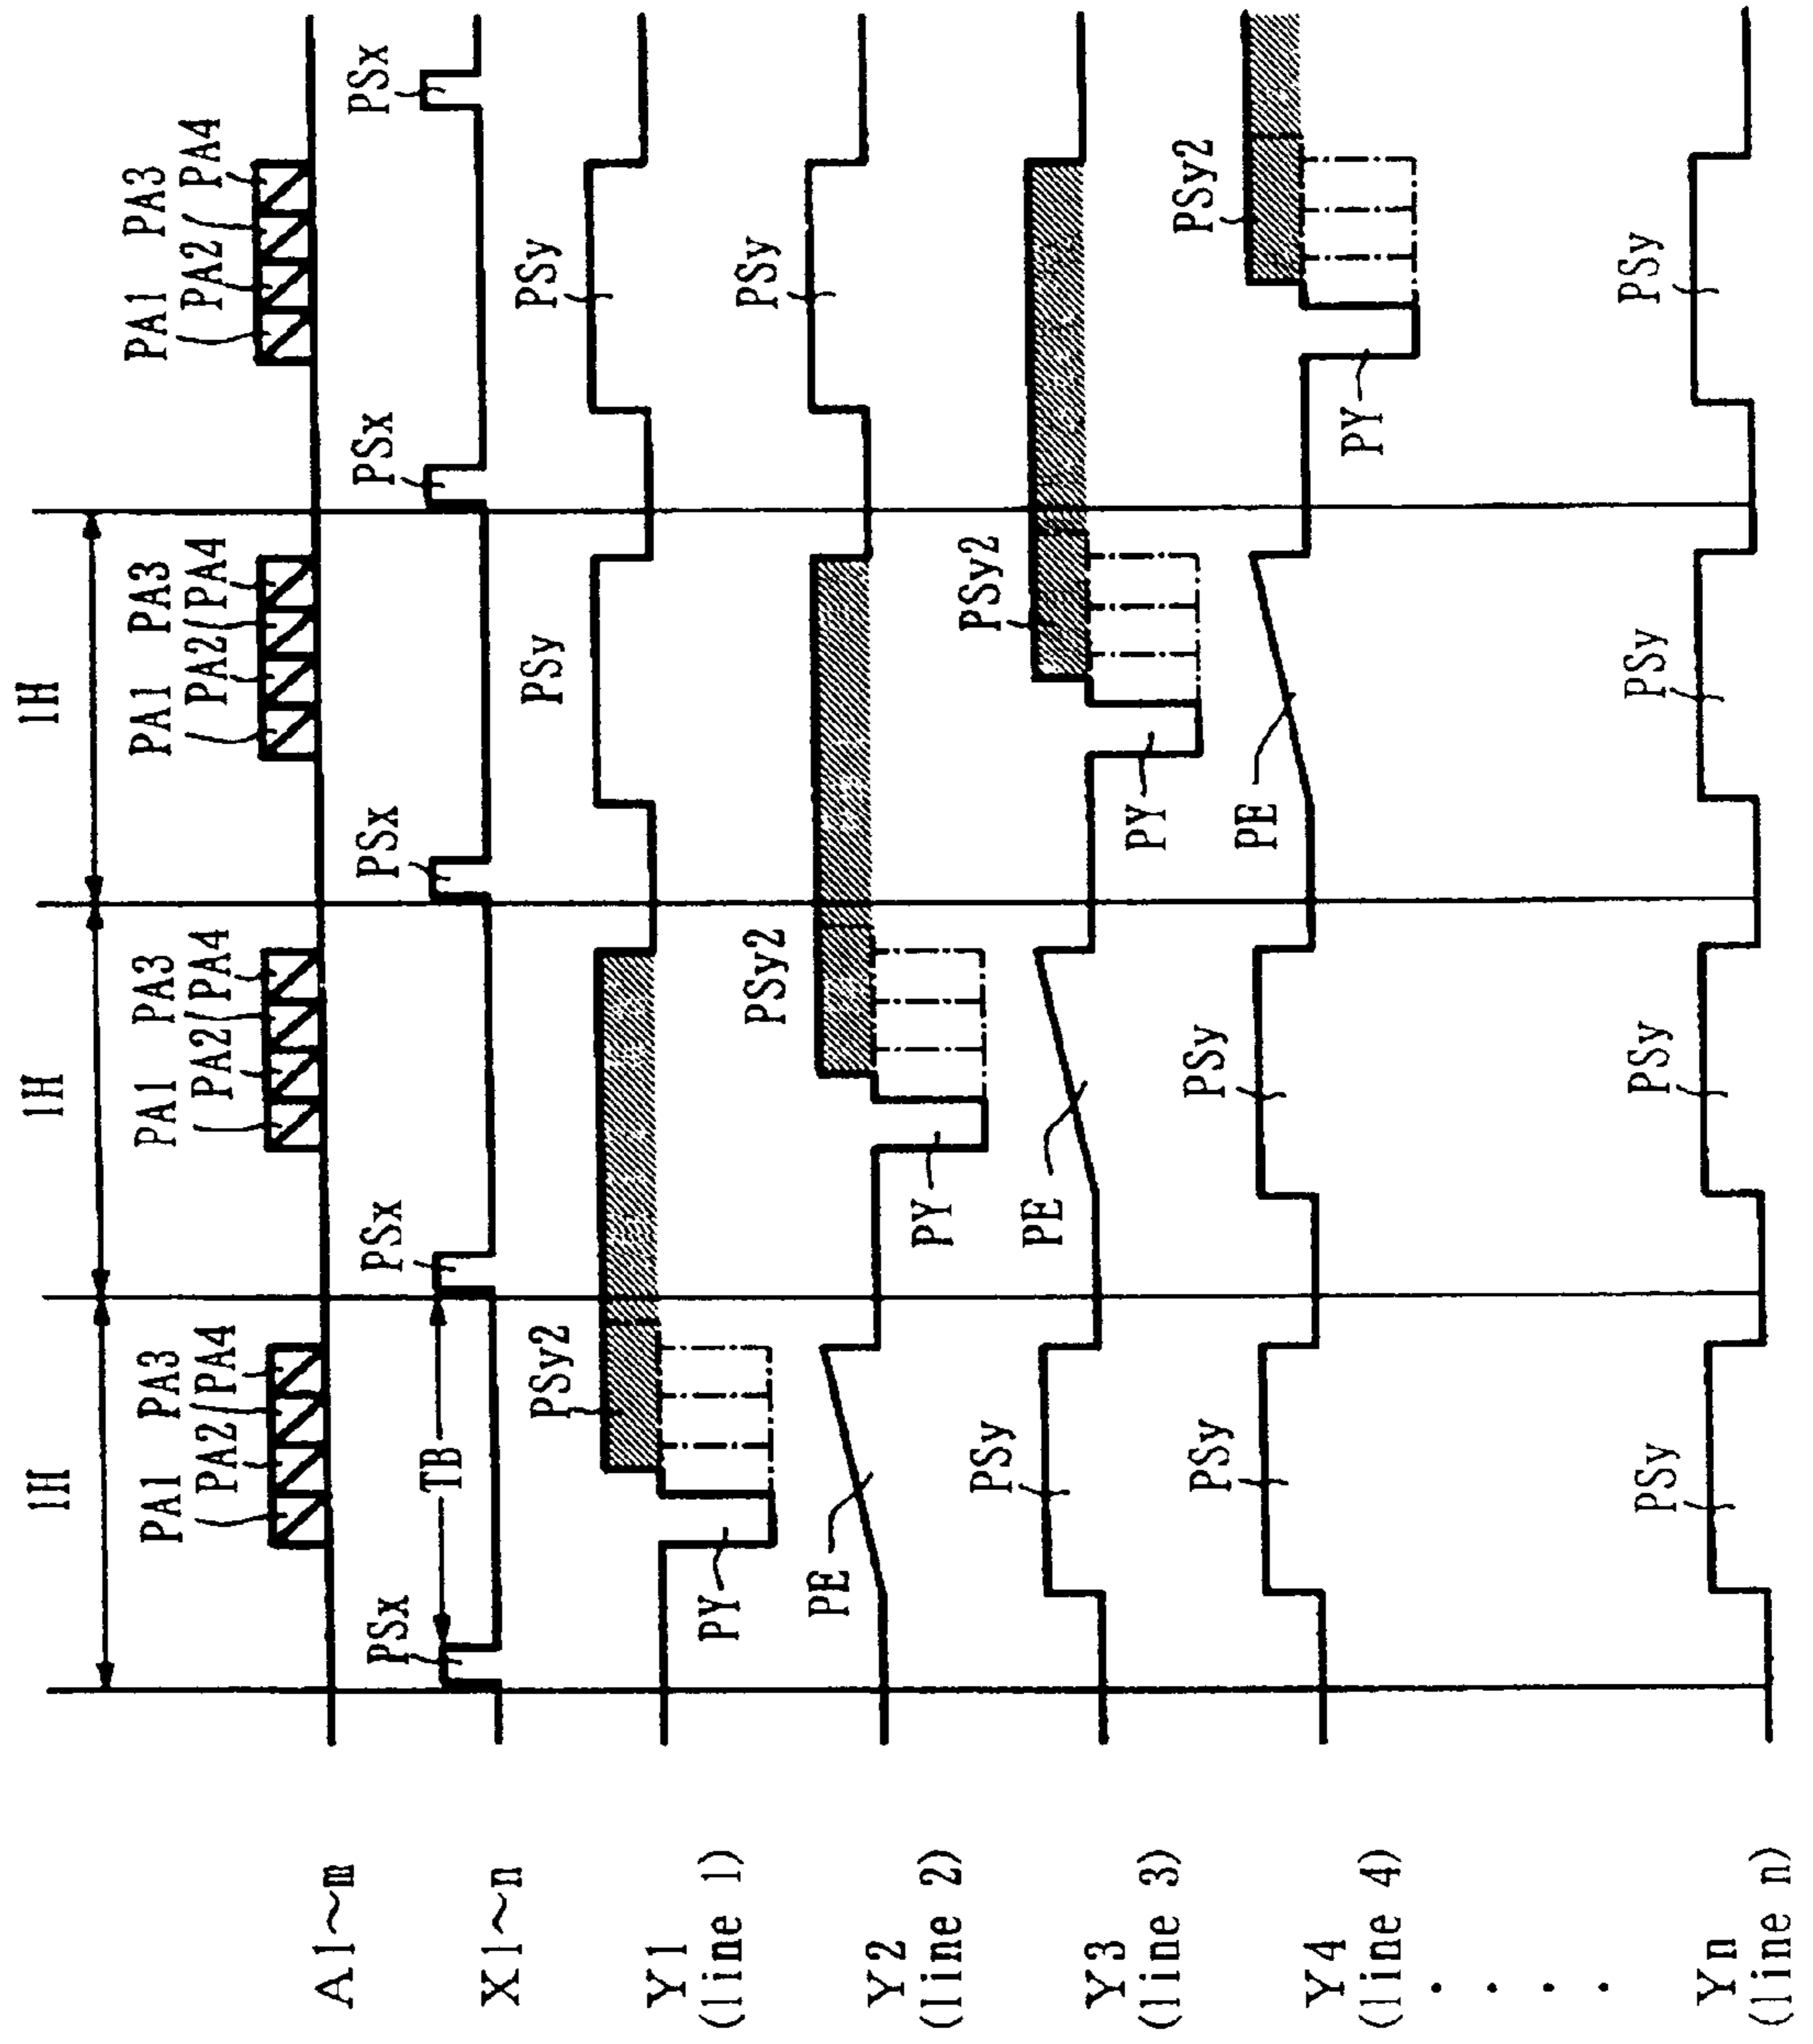 1H 1H 1H
PA1 PA2 PA3 PA4 PA1 PA2 PA3 PA4 PA1 PA2 PA3 PA4 PA1 PA2 PA3 PA4
A1~m
PSx TB PSx PSx PSx PSx
X1~n
PSy2 PSy PSy
PY
Y1
(line 1)
PSy2 PSy
PE PY
Y2
(line 2)
PSy PE PSy2
PY
Y3
(line 3)
PSy PSy PE PSy2
PY
Y4
(line 4)
. . . .
PSy PSy PSy PSy
Yn
(line n)